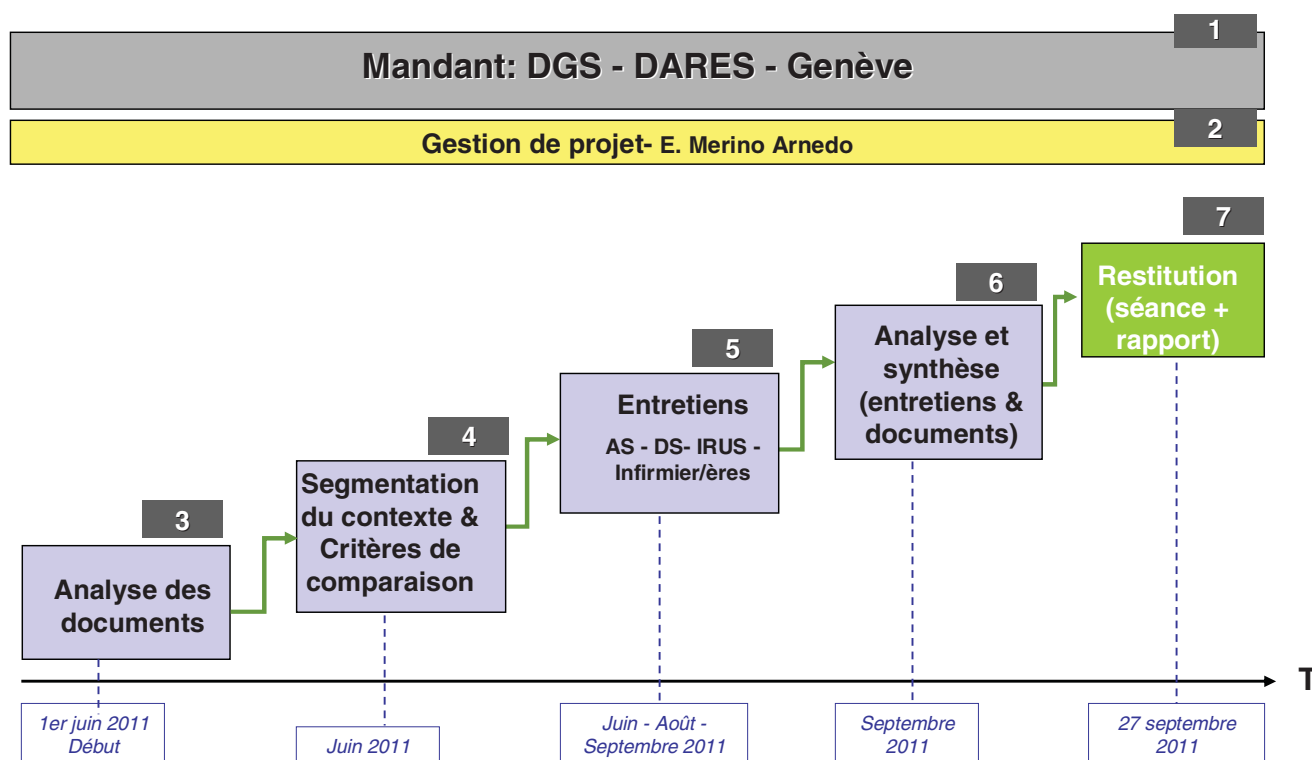 1
Mandant: DGS - DARES - Genève
2
Gestion de projet- E. Merino Arnedo
7
Restitution
(séance +
rapport)
6
Analyse et
synthèse
(entretiens &
documents)
5
Entretiens
AS - DS- IRUS -
Infirmier/ères
4
Segmentation
du contexte &
Critères de
comparaison
3
Analyse des
documents
T
1er juin 2011
Début
Juin 2011
Juin - Août -
Septembre 2011
Septembre
2011
27 septembre
2011